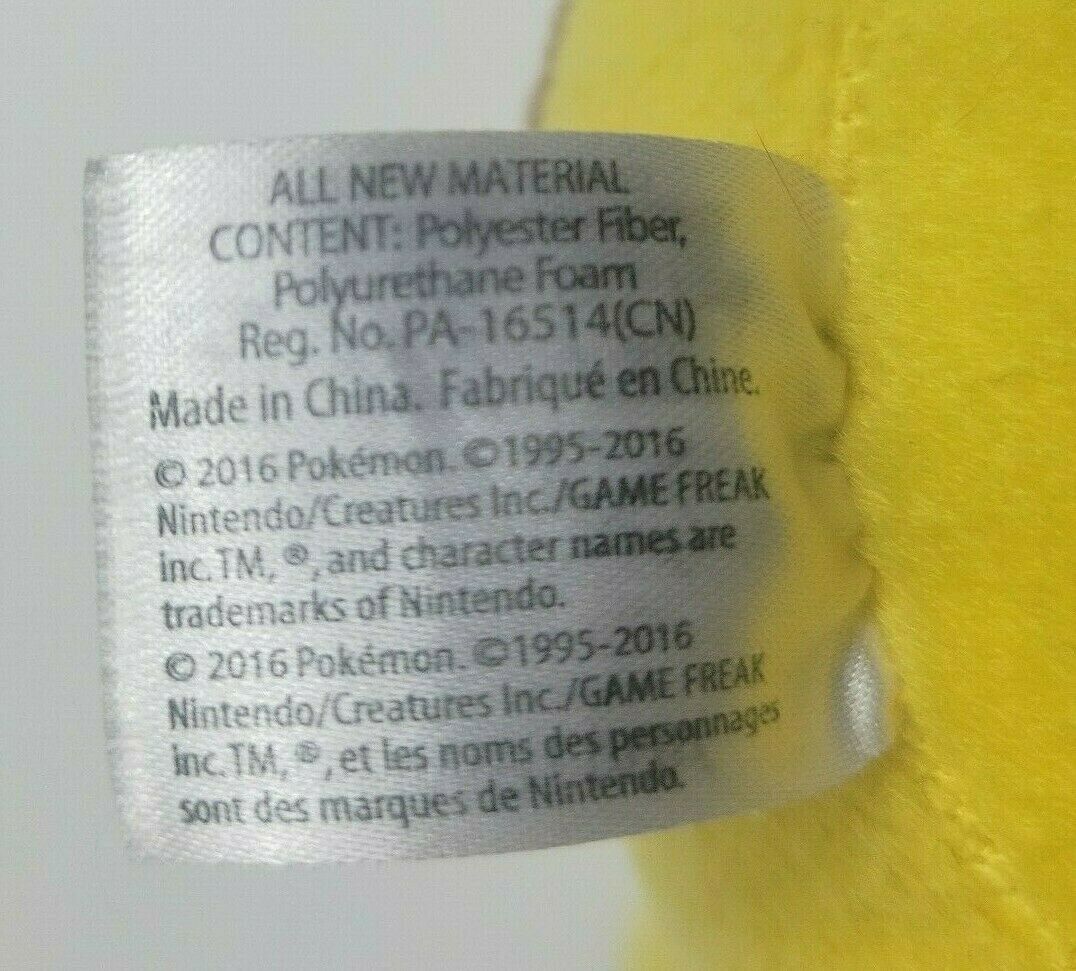 ALL NEW MATERIAL
CONTENT: Polyester Fiber,
Polyurethane Foam
Reg. No. PA-16514(CN)
Made in China. Fabriqué en Chine.
© 2016 Pokémon. ©1995-2016
Nintendo/Creatures Inc./GAME FREAK
inc. TM, ®, and character names are
trademarks of Nintendo.
© 2016 Pokémon. ©1995-2016
Nintendo/Creatures Inc./GAME FREAK
inc. TM, ®, et les noms des personnages
sont des marques de Nintendo.